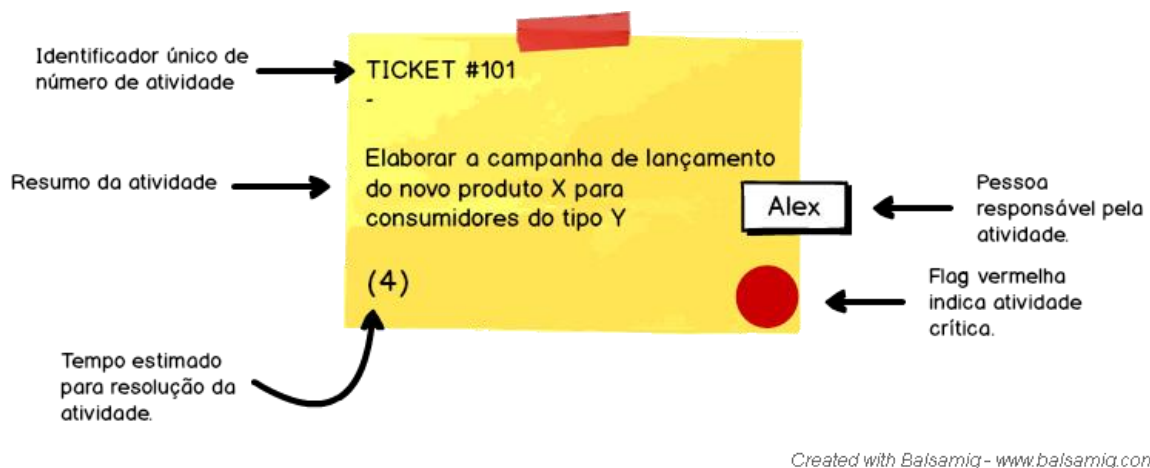 Identificador único de
número de atividade
TICKET #101
-
Resumo da atividade
Elaborar a campanha de lançamento
do novo produto X para
consumidores do tipo Y
Alex
Pessoa
responsável pela
atividade.
(4)
Flag vermelha
indica atividade
crítica.
Tempo estimado
para resolução da
atividade.
Created with Balsamiq - www.balsamiq.com